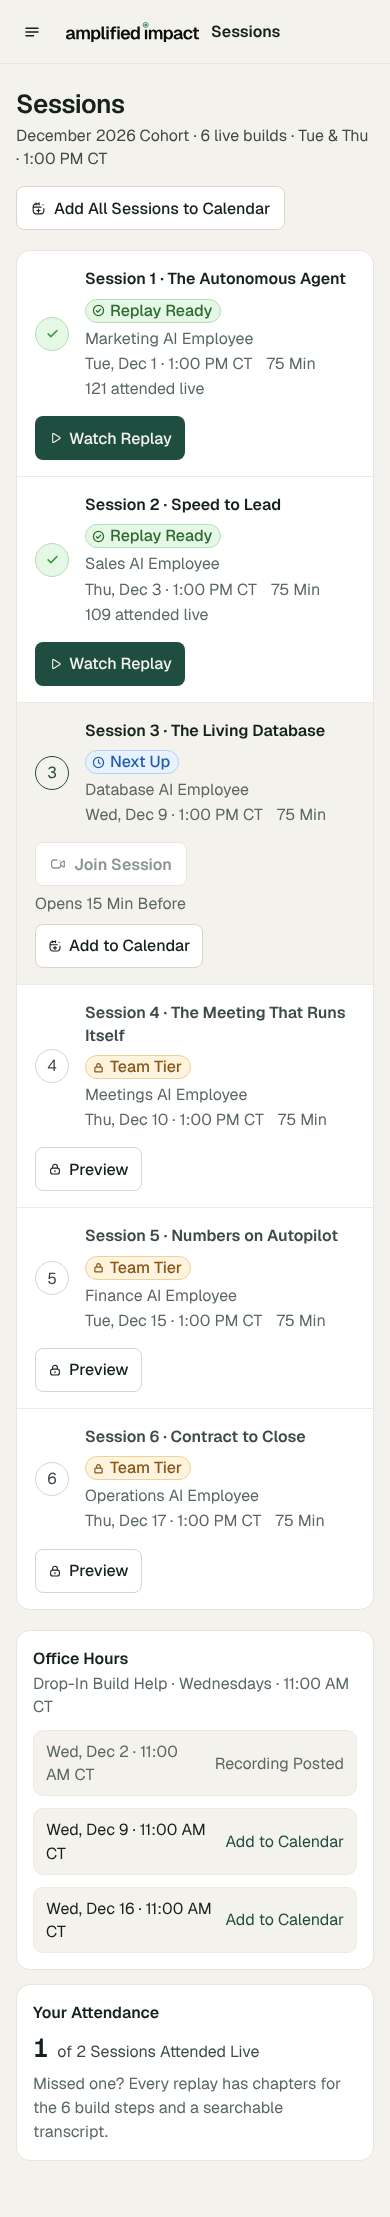 amplified impact Sessions
Sessions
December 2026 Cohort · 6 live builds · Tue & Thu
· 1:00 PM CT
Add All Sessions to Calendar
Session 1 · The Autonomous Agent
Replay Ready
Marketing AI Employee
Tue, Dec 1 · 1:00 PM CT 75 Min
121 attended live
Watch Replay
Session 2 · Speed to Lead
Replay Ready
Sales AI Employee
Thu, Dec 3 · 1:00 PM CT 75 Min
109 attended live
Watch Replay
Session 3 · The Living Database
Next Up
3
Database AI Employee
Wed, Dec 9 · 1:00 PM CT 75 Min
Join Session
Opens 15 Min Before
Add to Calendar
Session 4 · The Meeting That Runs
Itself
4
Team Tier
Meetings AI Employee
Thu, Dec 10 · 1:00 PM CT 75 Min
Preview
Session 5 · Numbers on Autopilot
Team Tier
5
Finance AI Employee
Tue, Dec 15 · 1:00 PM CT 75 Min
Preview
Session 6 · Contract to Close
Team Tier
6
Operations AI Employee
Thu, Dec 17 · 1:00 PM CT 75 Min
Preview
Office Hours
Drop-In Build Help · Wednesdays · 11:00 AM
CT
Wed, Dec 2 · 11:00
AM CT
Recording Posted
Wed, Dec 9 · 11:00 AM
CT
Add to Calendar
Wed, Dec 16 · 11:00 AM
CT
Add to Calendar
Your Attendance
1 of 2 Sessions Attended Live
Missed one? Every replay has chapters for
the 6 build steps and a searchable
transcript.